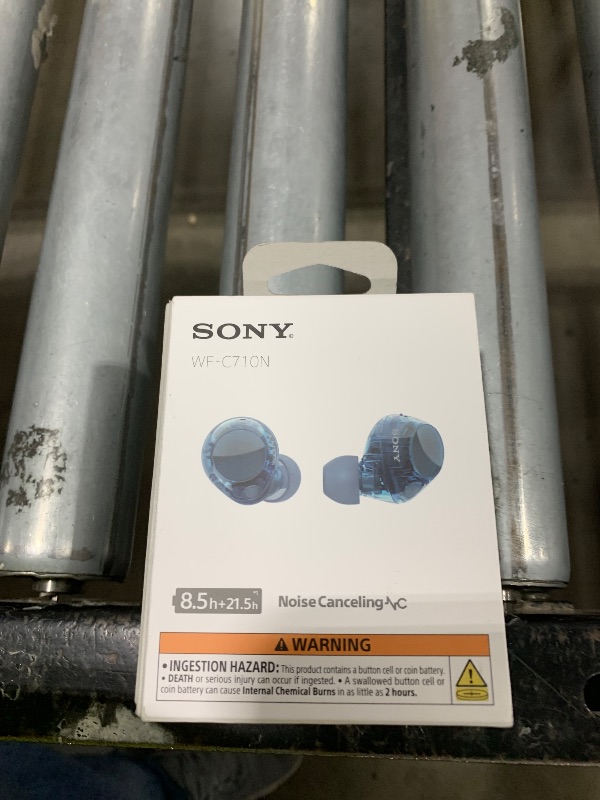 SONY
WF-C710N
SONY
8.5h+21.5h *1
Noise Canceling NC
WARNING
• INGESTION HAZARD: This product contains a button cell or coin battery.
• DEATH or serious injury can occur if ingested. • A swallowed button cell or
coin battery can cause Internal Chemical Burns in as little as 2 hours.